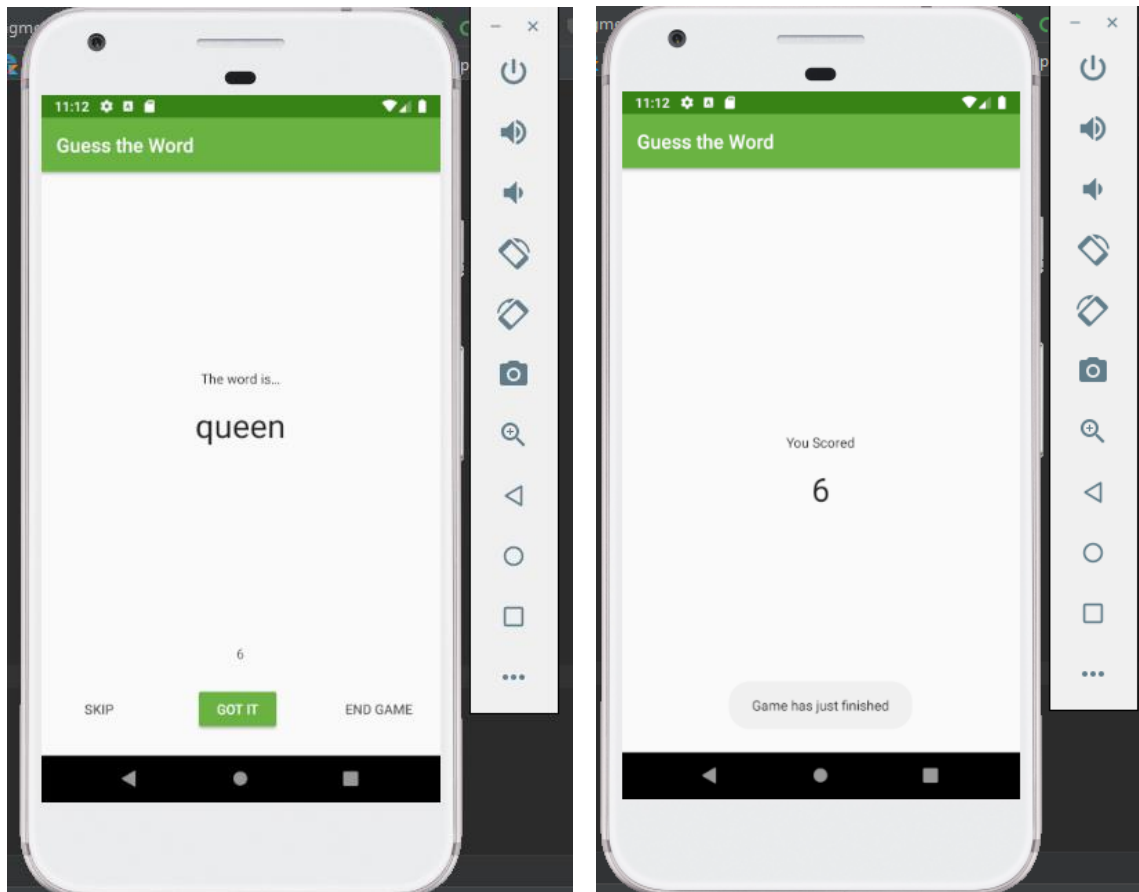 11:12
Guess the Word
The word is...
queen
6
SKIP GOT IT END GAME
11:12
Guess the Word
You Scored
6
Game has just finished